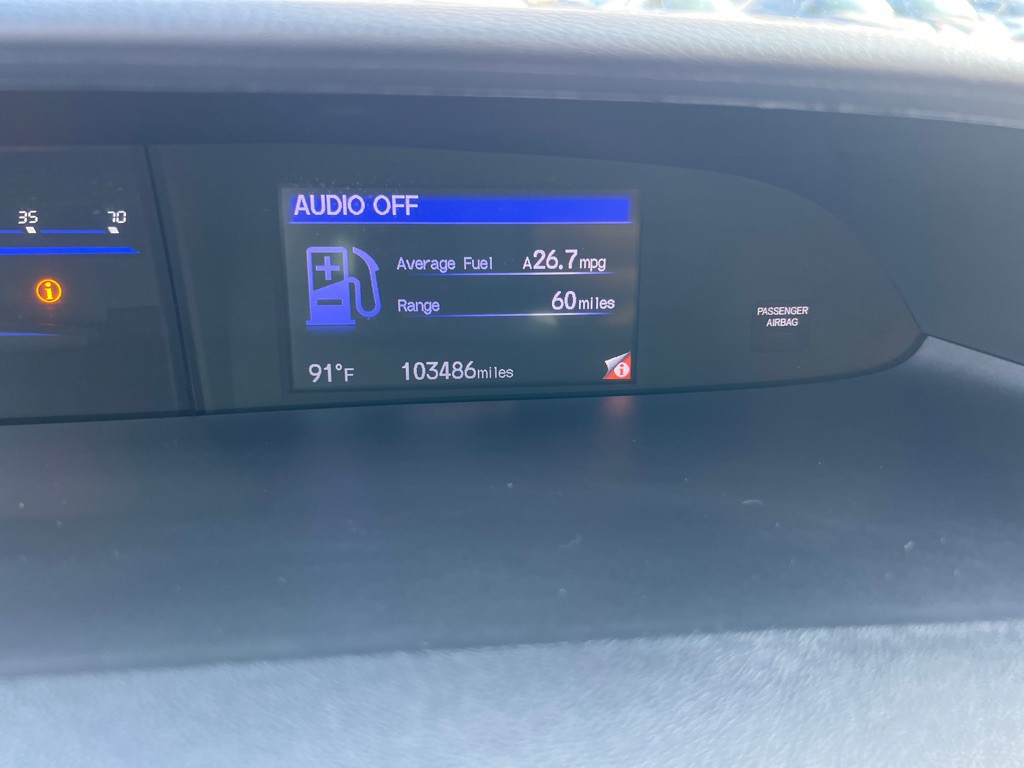 AUDIO OFF
35 70
Average Fuel A26.7mpg
Range 60miles
PASSENGER
AIRBAG
91°F 103486miles